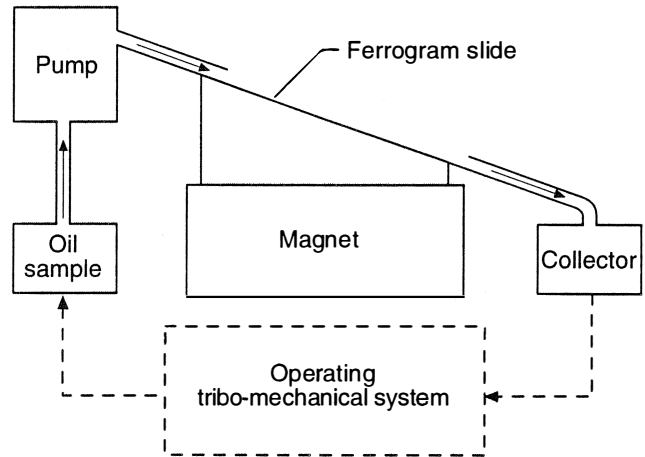 Pump
Ferrogram slide
Oil
sample
Magnet
Collector
Operating
tribo-mechanical system